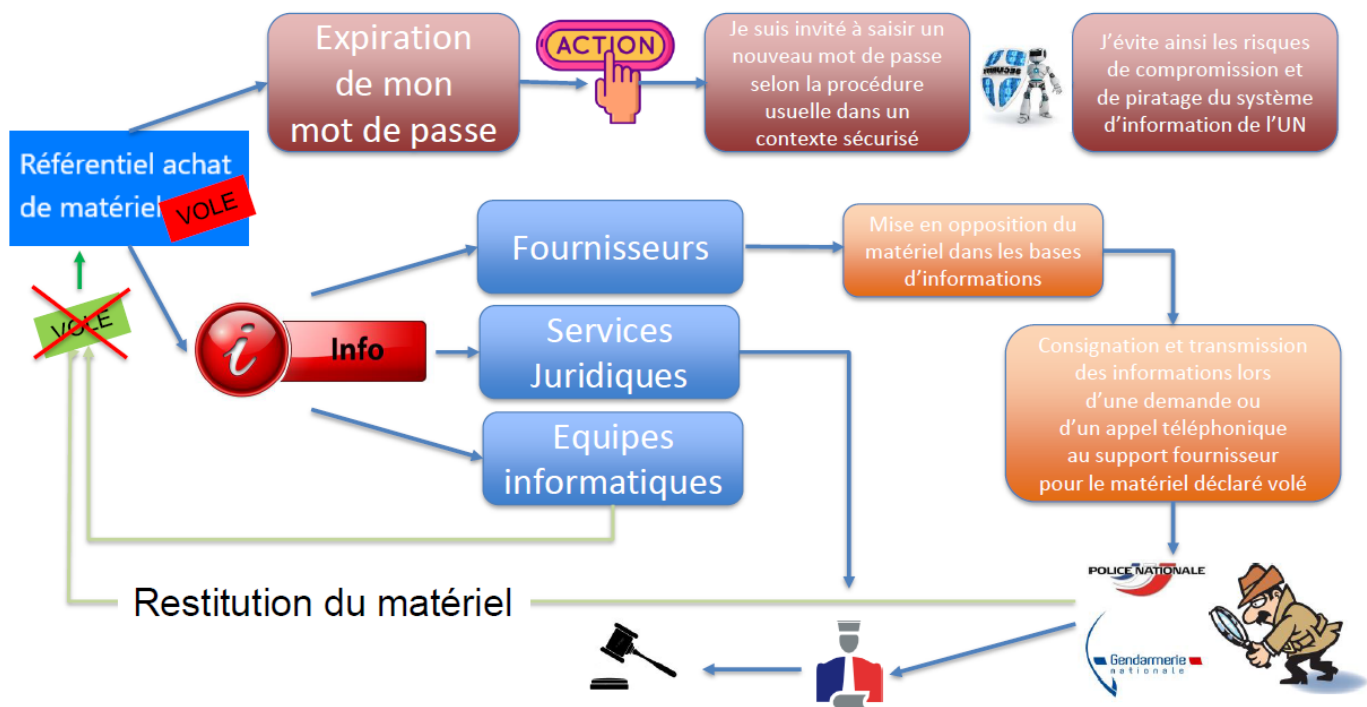 Expiration
de mon
mot de passe
ACTION
Je suis invité à saisir un
nouveau mot de passe
selon la procédure
usuelle dans un
contexte sécurisé
J'évite ainsi les risques
de compromission et
de piratage du système
d'information de l'UN
Référentiel achat
de matériel
VOLE
VOLE
i
Info
Fournisseurs
Services
Juridiques
Equipes
informatiques
Mise en opposition du
matériel dans les bases
d'informations
Consignation et transmission
des informations lors
d'une demande ou
d'un appel téléphonique
au support fournisseur
pour le matériel déclaré volé
POLICE NATIONALE
Gendarmerie
nationale
Restitution du matériel